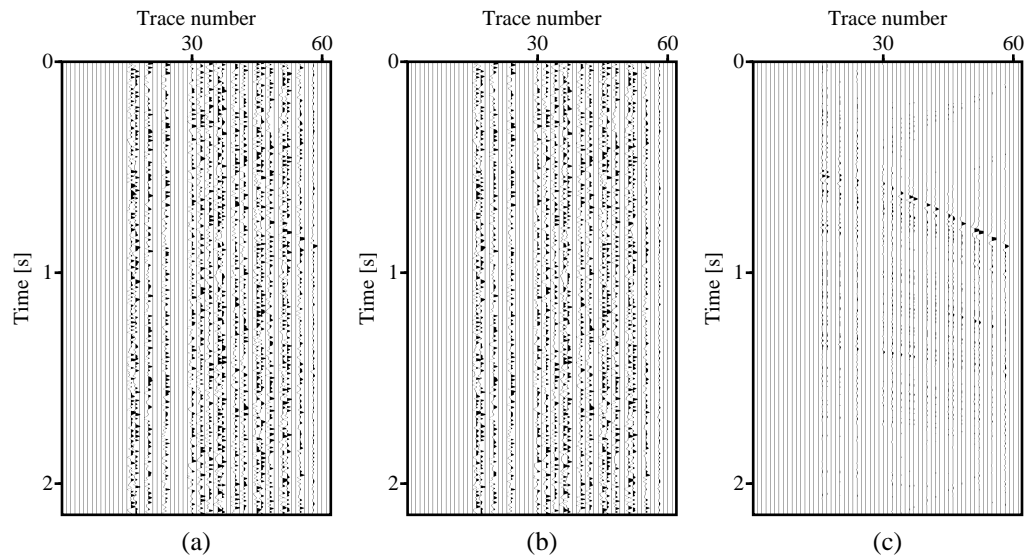 Trace number Trace number Trace number
30 60 30 60 30 60
0 0 0
Time [s] Time [s] Time [s]
1 1 1
2 2 2
(a) (b) (c)